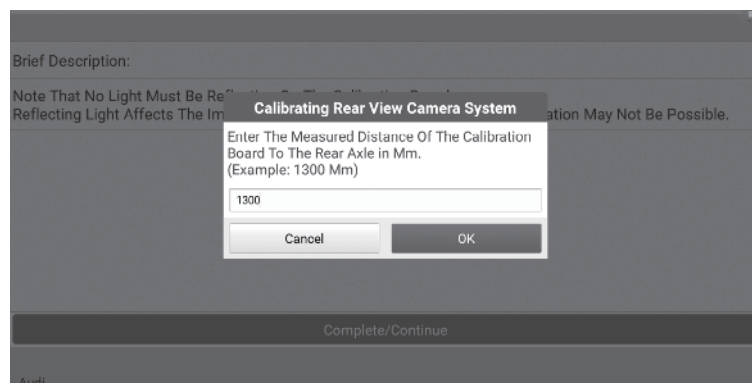 Brief Description:
Note That No Light Must Be
Reflecting Light Affects The ation May Not Be Possible.
Calibrating Rear View Camera System
Enter The Measured Distance Of The Calibration
Board To The Rear Axle in Mm.
(Example: 1300 Mm)
1300
Cancel OK
Complete/Continue
Audi